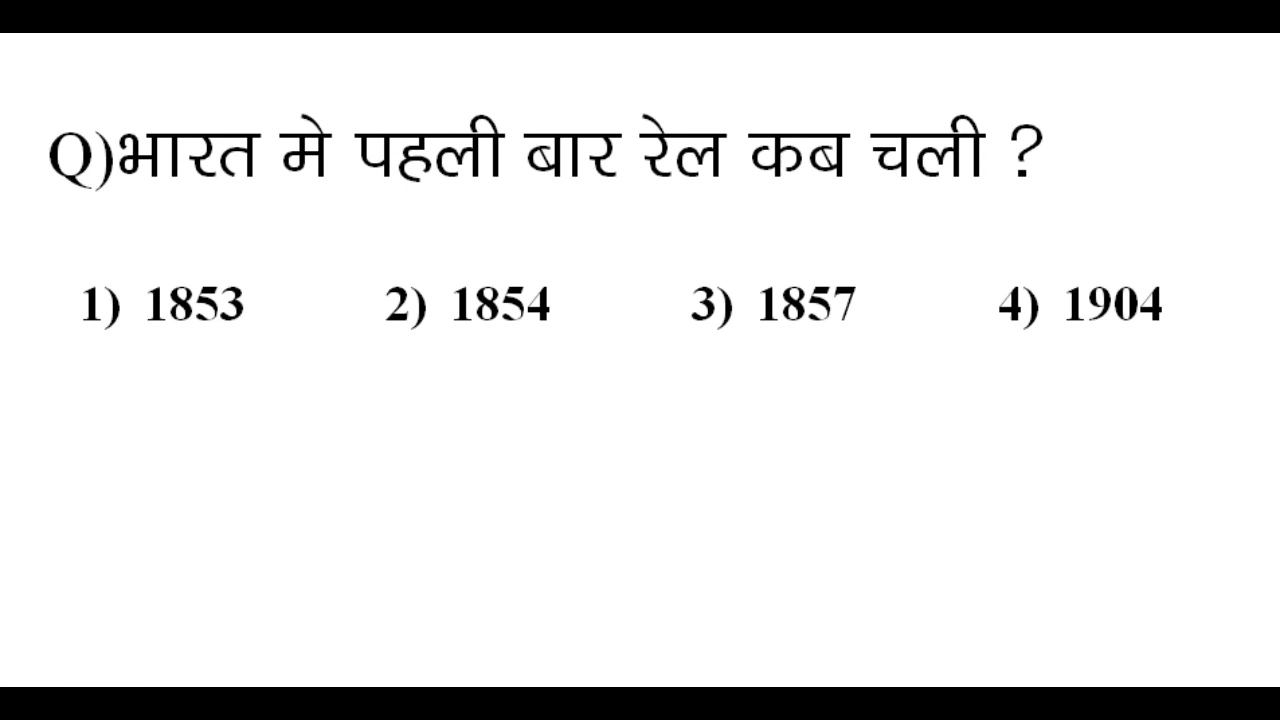 Q)भारत मे पहली बार रेल कब चली ?
1) 1853 2) 1854 3) 1857 4) 1904